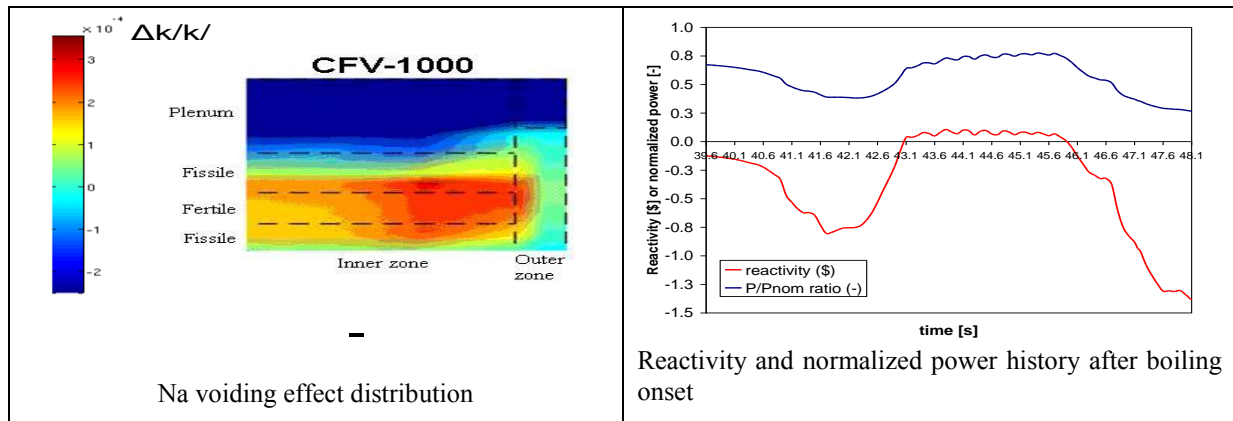 ×10⁻⁴
Δk/k/
3
2
1
0
-1
-2
CFV-1000
Plenum
Fissile
Fertile
Fissile
Inner zone
Outer
zone
-
Na voiding effect distribution
Reactivity [$] or normalized power [-]
0.8
0.5
0.3
0.0
-0.3
-0.5
-0.8
-1.0
-1.3
-1.5
39.6 40.1 40.6 41.1 41.6 42.1 42.6 43.1 43.6 44.1 44.6 45.1 45.6 46.1 46.6 47.1 47.6 48.1
reactivity ($)
P/Pnom ratio (-)
time [s]
Reactivity and normalized power history after boiling
onset